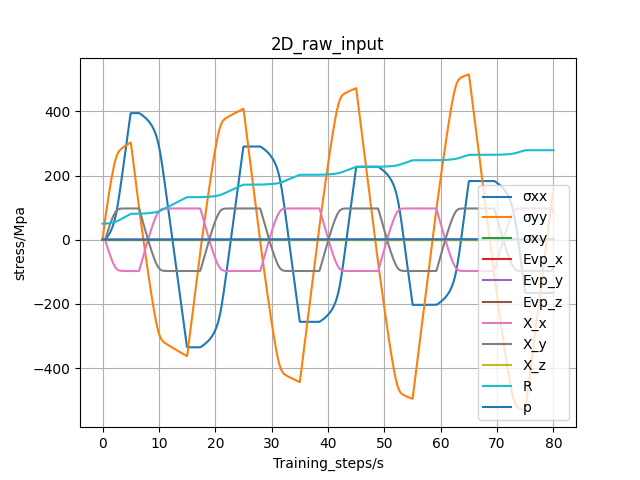 2D_raw_input
stress/Mpa
400
200
0
−200
−400
0 10 20 30 40 50 60 70 80
Training_steps/s
σxx
σyy
σxy
Evp_x
Evp_y
Evp_z
X_x
X_y
X_z
R
p